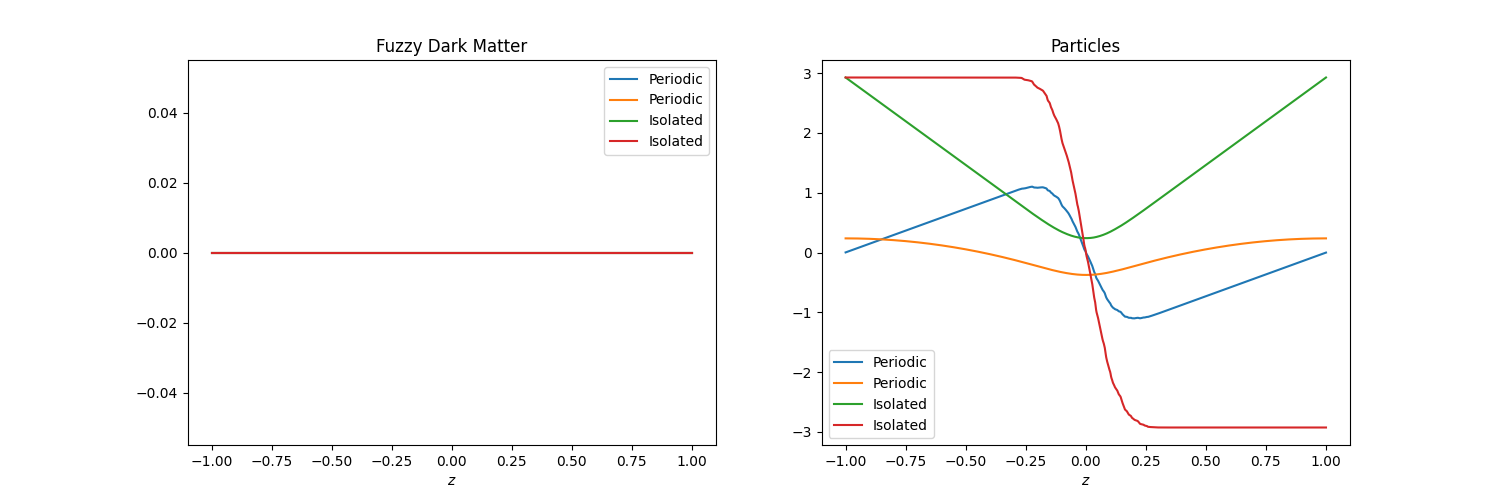 Fuzzy Dark Matter
Periodic
Periodic
Isolated
Isolated
0.04
0.02
0.00
−0.02
−0.04
−1.00 −0.75 −0.50 −0.25 0.00 0.25 0.50 0.75 1.00
z
Particles
3
2
1
0
−1
−2
−3
Periodic
Periodic
Isolated
Isolated
−1.00 −0.75 −0.50 −0.25 0.00 0.25 0.50 0.75 1.00
z